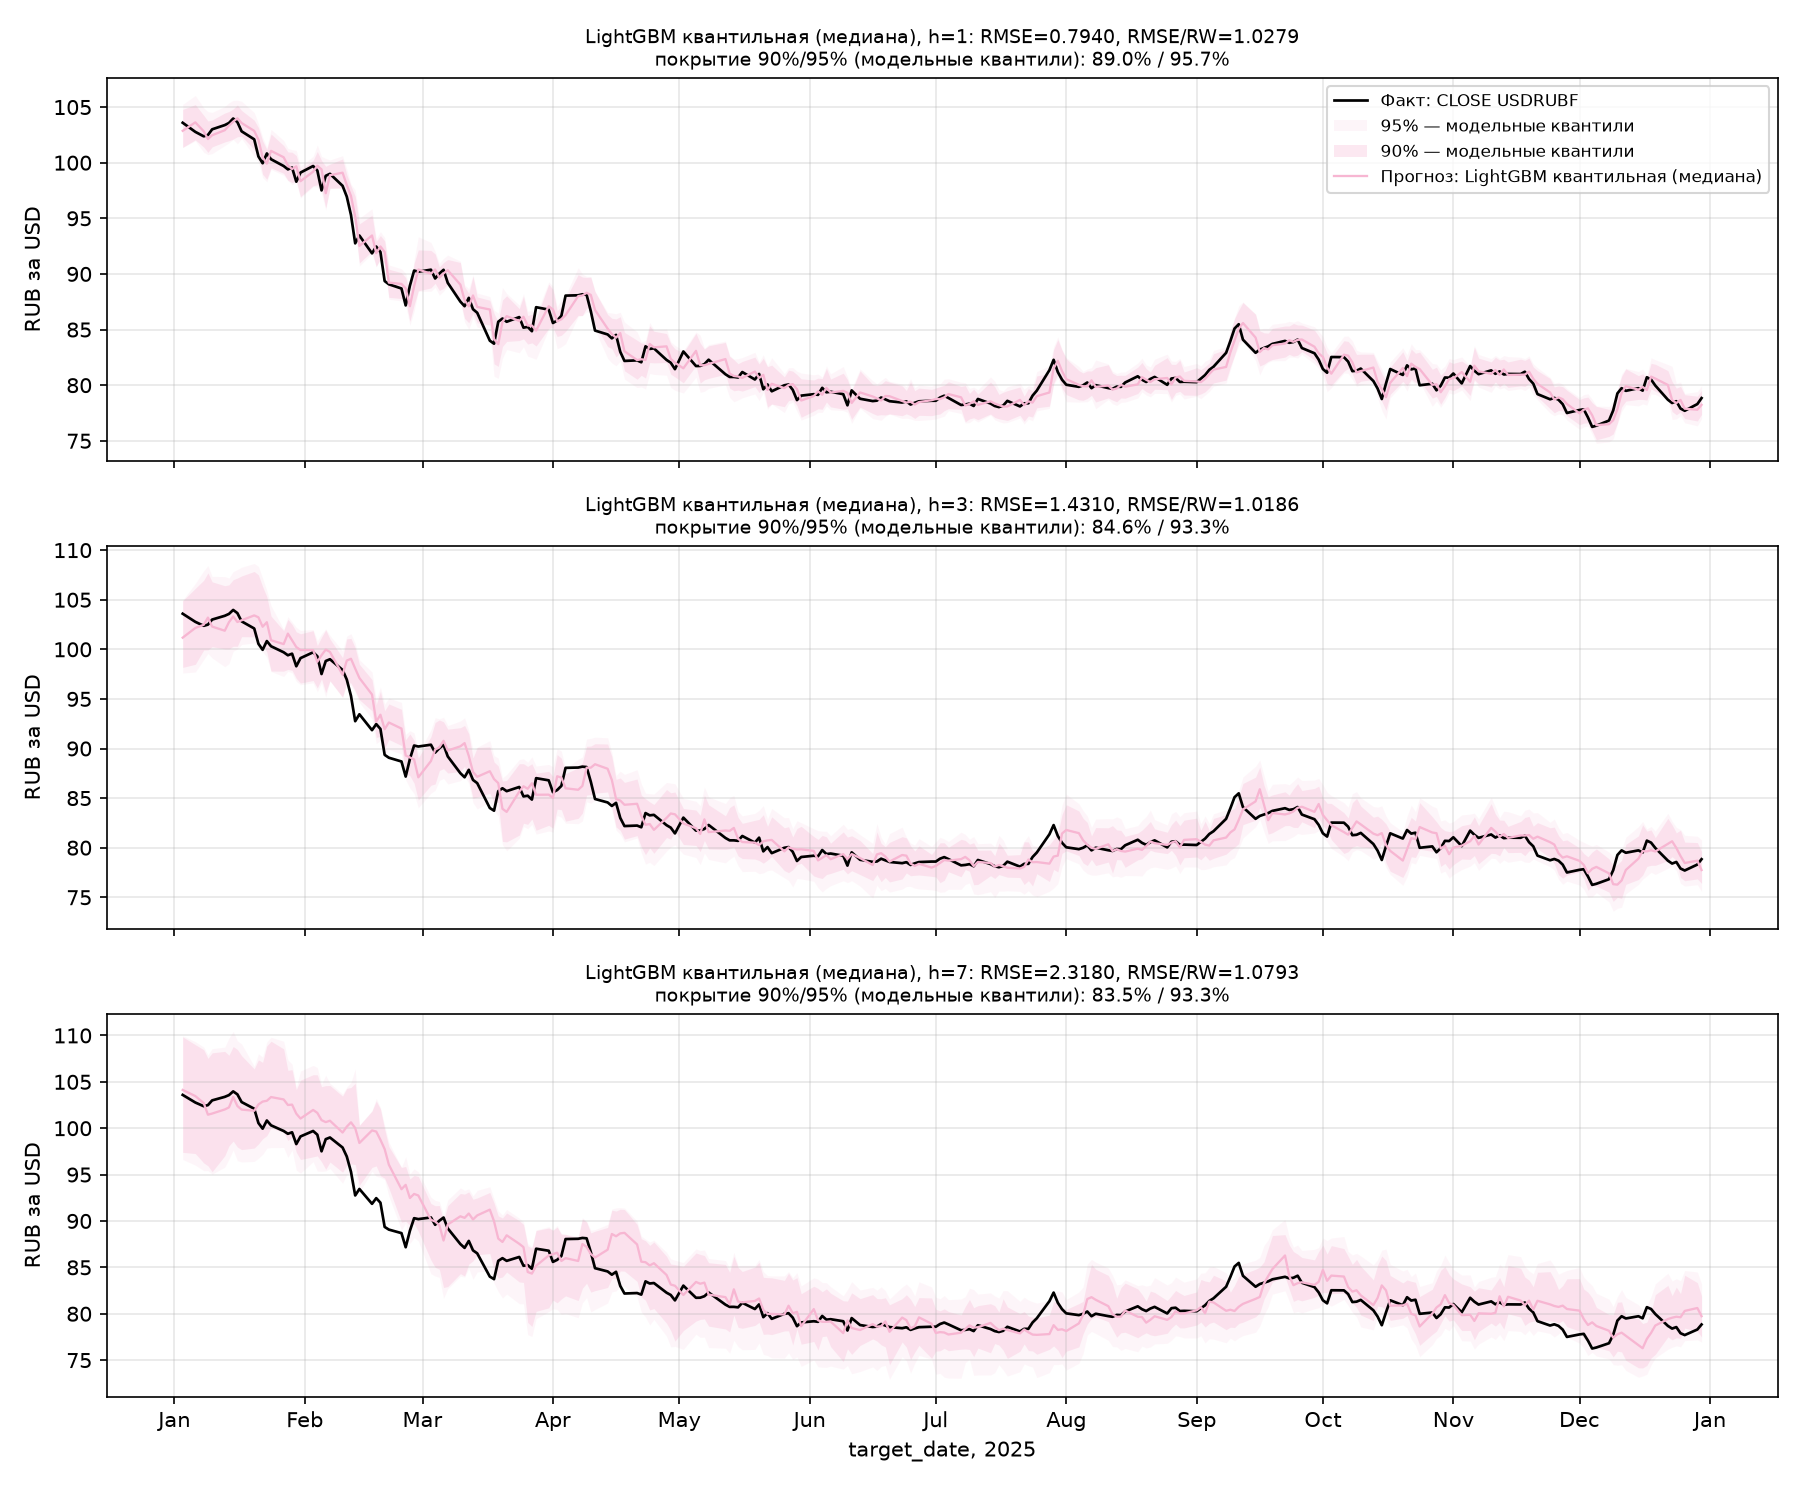 LightGBM квантильная (медиана), h=1: RMSE=0.7940, RMSE/RW=1.0279
покрытие 90%/95% (модельные квантили): 89.0% / 95.7%
105
100
95
90
85
80
75
RUB за USD
Факт: CLOSE USDRUBF
95% — модельные квантили
90% — модельные квантили
Прогноз: LightGBM квантильная (медиана)
LightGBM квантильная (медиана), h=3: RMSE=1.4310, RMSE/RW=1.0186
покрытие 90%/95% (модельные квантили): 84.6% / 93.3%
110
105
100
95
90
85
80
75
RUB за USD
LightGBM квантильная (медиана), h=7: RMSE=2.3180, RMSE/RW=1.0793
покрытие 90%/95% (модельные квантили): 83.5% / 93.3%
110
105
100
95
90
85
80
75
RUB за USD
Jan Feb Mar Apr May Jun Jul Aug Sep Oct Nov Dec Jan
target_date, 2025